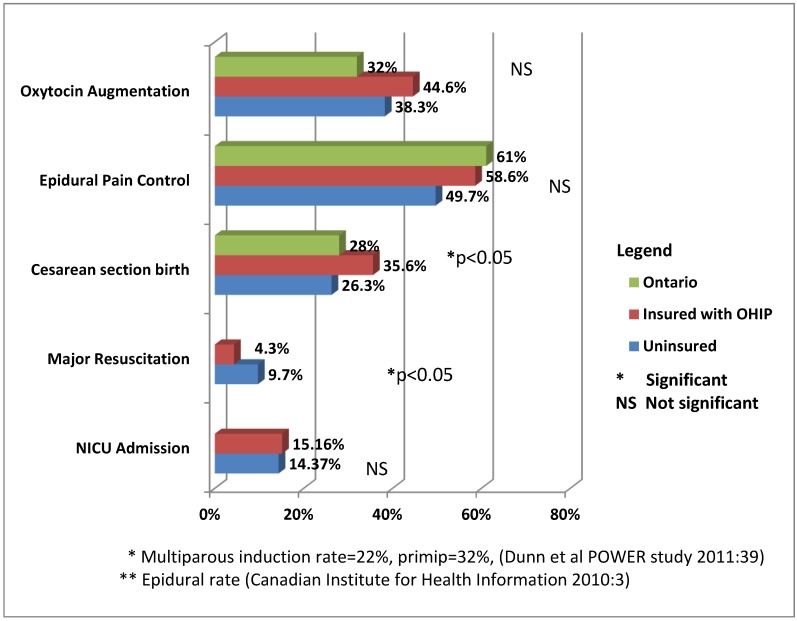 Oxytocin Augmentation
32%
44.6%
38.3%
NS
Epidural Pain Control
61%
58.6%
49.7%
NS
Cesarean section birth
28%
35.6%
26.3%
*p<0.05
Major Resuscitation
4.3%
9.7%
*p<0.05
NICU Admission
15.16%
14.37%
NS
0% 20% 40% 60% 80%
Legend
Ontario
Insured with OHIP
Uninsured
* Significant
NS Not significant
* Multiparous induction rate=22%, primip=32%, (Dunn et al POWER study 2011:39)
** Epidural rate (Canadian Institute for Health Information 2010:3)